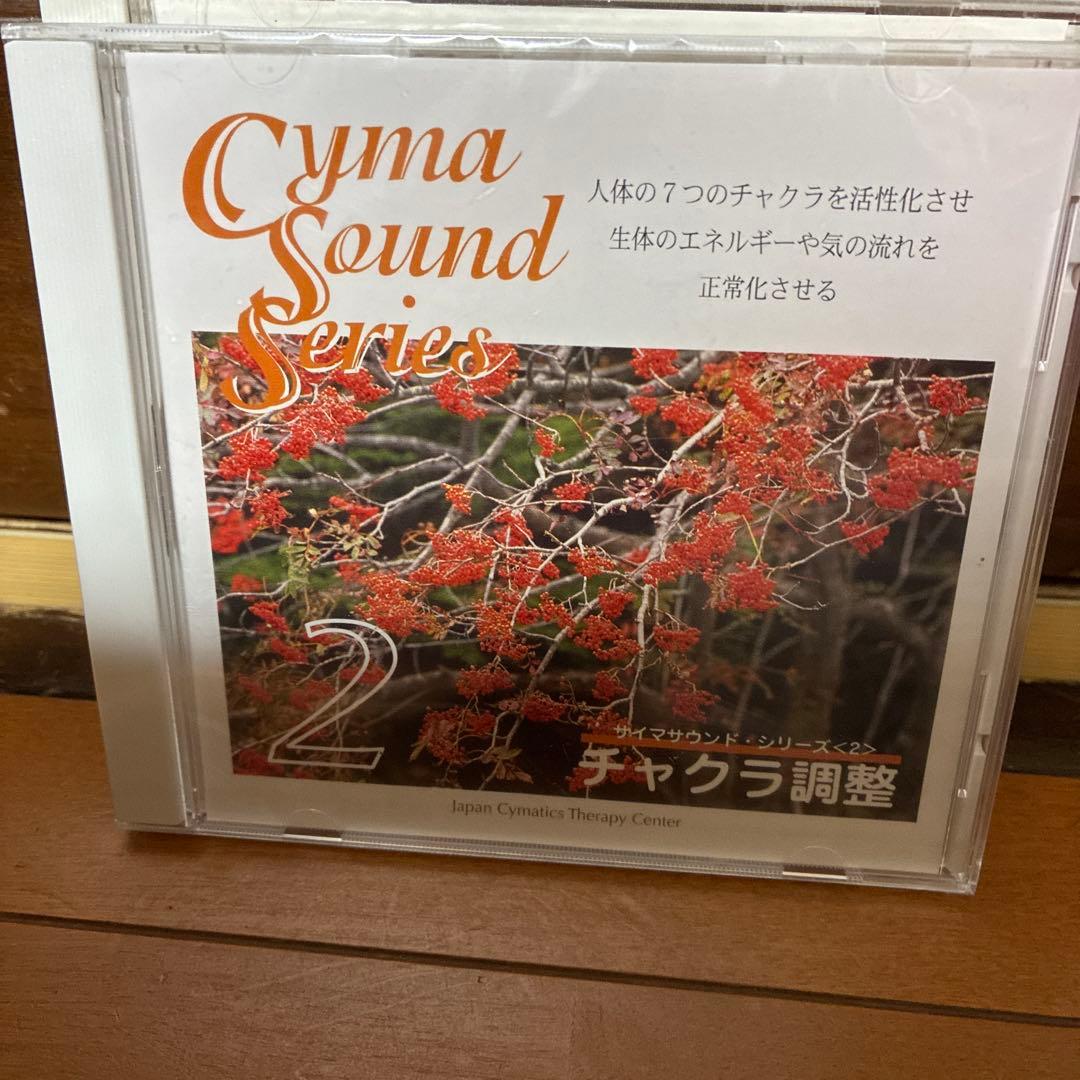 Cyma
Sound
Series
人体の7つのチャクラを活性化させ
生体のエネルギーや気の流れを
正常化させる
2
サイマサウンド・シリーズ<2>
チャクラ調整
Japan Cymatics Therapy Center